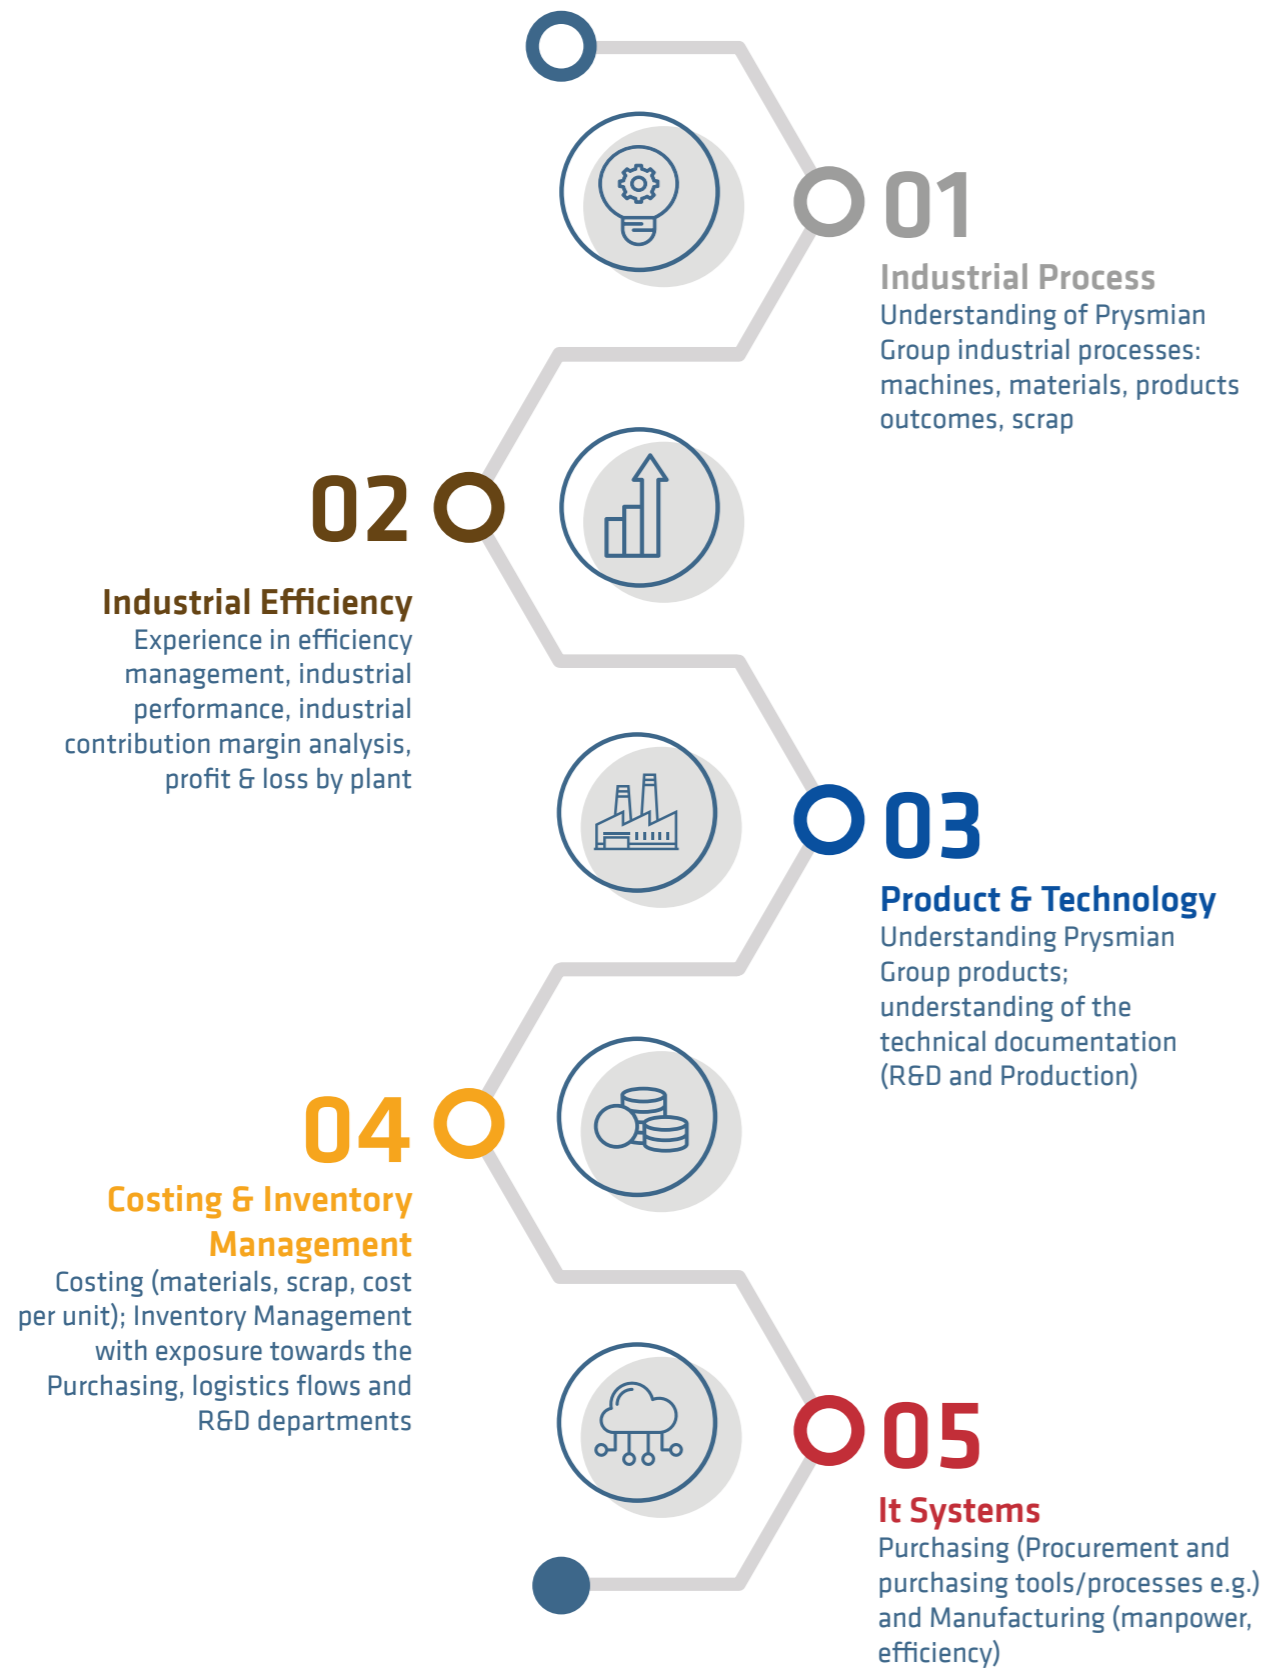 01
Industrial Process
Understanding of Prysmian
Group industrial processes:
machines, materials, products
outcomes, scrap
02
Industrial Efficiency
Experience in efficiency
management, industrial
performance, industrial
contribution margin analysis,
profit & loss by plant
03
Product & Technology
Understanding Prysmian
Group products;
understanding of the
technical documentation
(R&D and Production)
04
Costing & Inventory
Management
Costing (materials, scrap, cost
per unit); Inventory Management
with exposure towards the
Purchasing, logistics flows and
R&D departments
05
It Systems
Purchasing (Procurement and
purchasing tools/processes e.g.)
and Manufacturing (manpower,
efficiency)